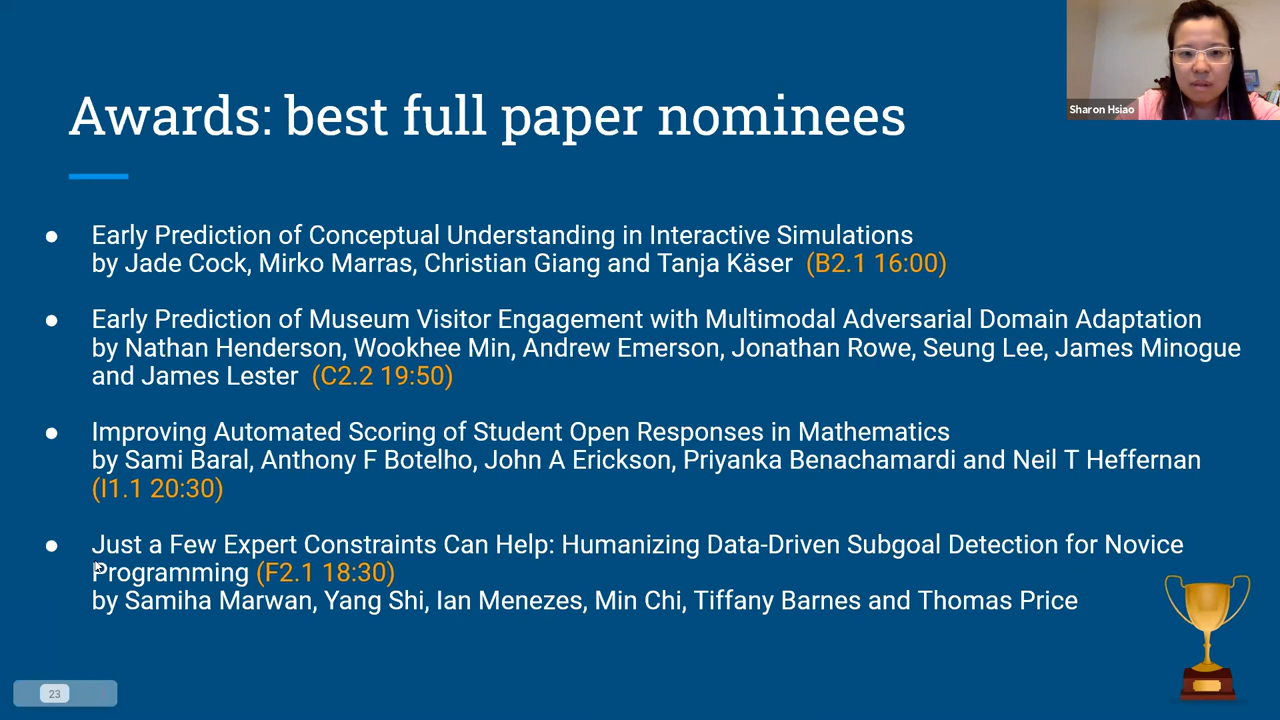 Sharon Hsiao
Awards: best full paper nominees
● Early Prediction of Conceptual Understanding in Interactive Simulations
by Jade Cock, Mirko Marras, Christian Giang and Tanja Käser (B2.1 16:00)
● Early Prediction of Museum Visitor Engagement with Multimodal Adversarial Domain Adaptation
by Nathan Henderson, Wookhee Min, Andrew Emerson, Jonathan Rowe, Seung Lee, James Minogue
and James Lester (C2.2 19:50)
● Improving Automated Scoring of Student Open Responses in Mathematics
by Sami Baral, Anthony F Botelho, John A Erickson, Priyanka Benachamardi and Neil T Heffernan
(I1.1 20:30)
● Just a Few Expert Constraints Can Help: Humanizing Data-Driven Subgoal Detection for Novice
Programming (F2.1 18:30)
by Samiha Marwan, Yang Shi, Ian Menezes, Min Chi, Tiffany Barnes and Thomas Price
23